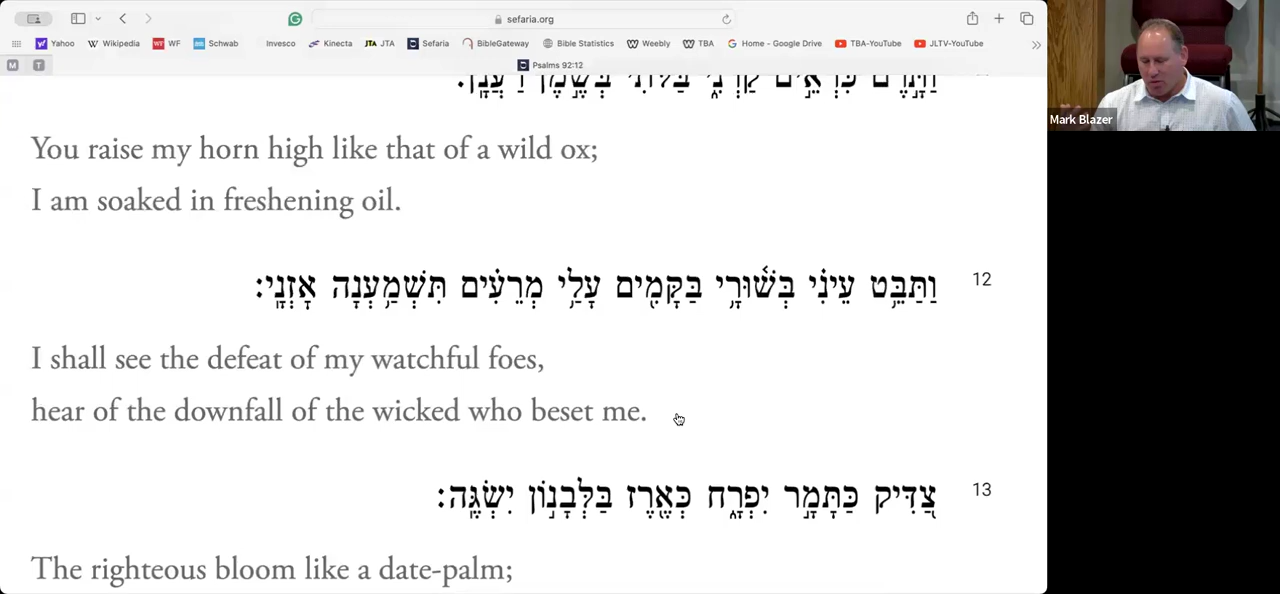 sefaria.org
Yahoo
W Wikipedia
WF WF
Schwab
Invesco
Kinecta
JTA JTA
Sefaria
BibleGateway
Bible Statistics
Weebly
TBA
Home - Google Drive
TBA-YouTube
JLTV-YouTube
M
T
Psalms 92:12
Mark Blazer
You raise my horn high like that of a wild ox;
I am soaked in freshening oil.
12
וַתַּבֵּ֥ט עֵינִ֗י בְּשׁ֫וּרָ֥י בַּקָּמִ֖ים עָלַ֥י מְרֵעִ֗ים תִּשְׁמַ֥עְנָה אׇזְנָֽי׃
I shall see the defeat of my watchful foes,
hear of the downfall of the wicked who beset me.
13
צַ֭דִּיק כַּתָּמָ֣ר יִפְרָ֑ח כְּאֶ֖רֶז בַּלְּבָנ֣וֹן יִשְׂגֶּֽה׃
The righteous bloom like a date-palm;